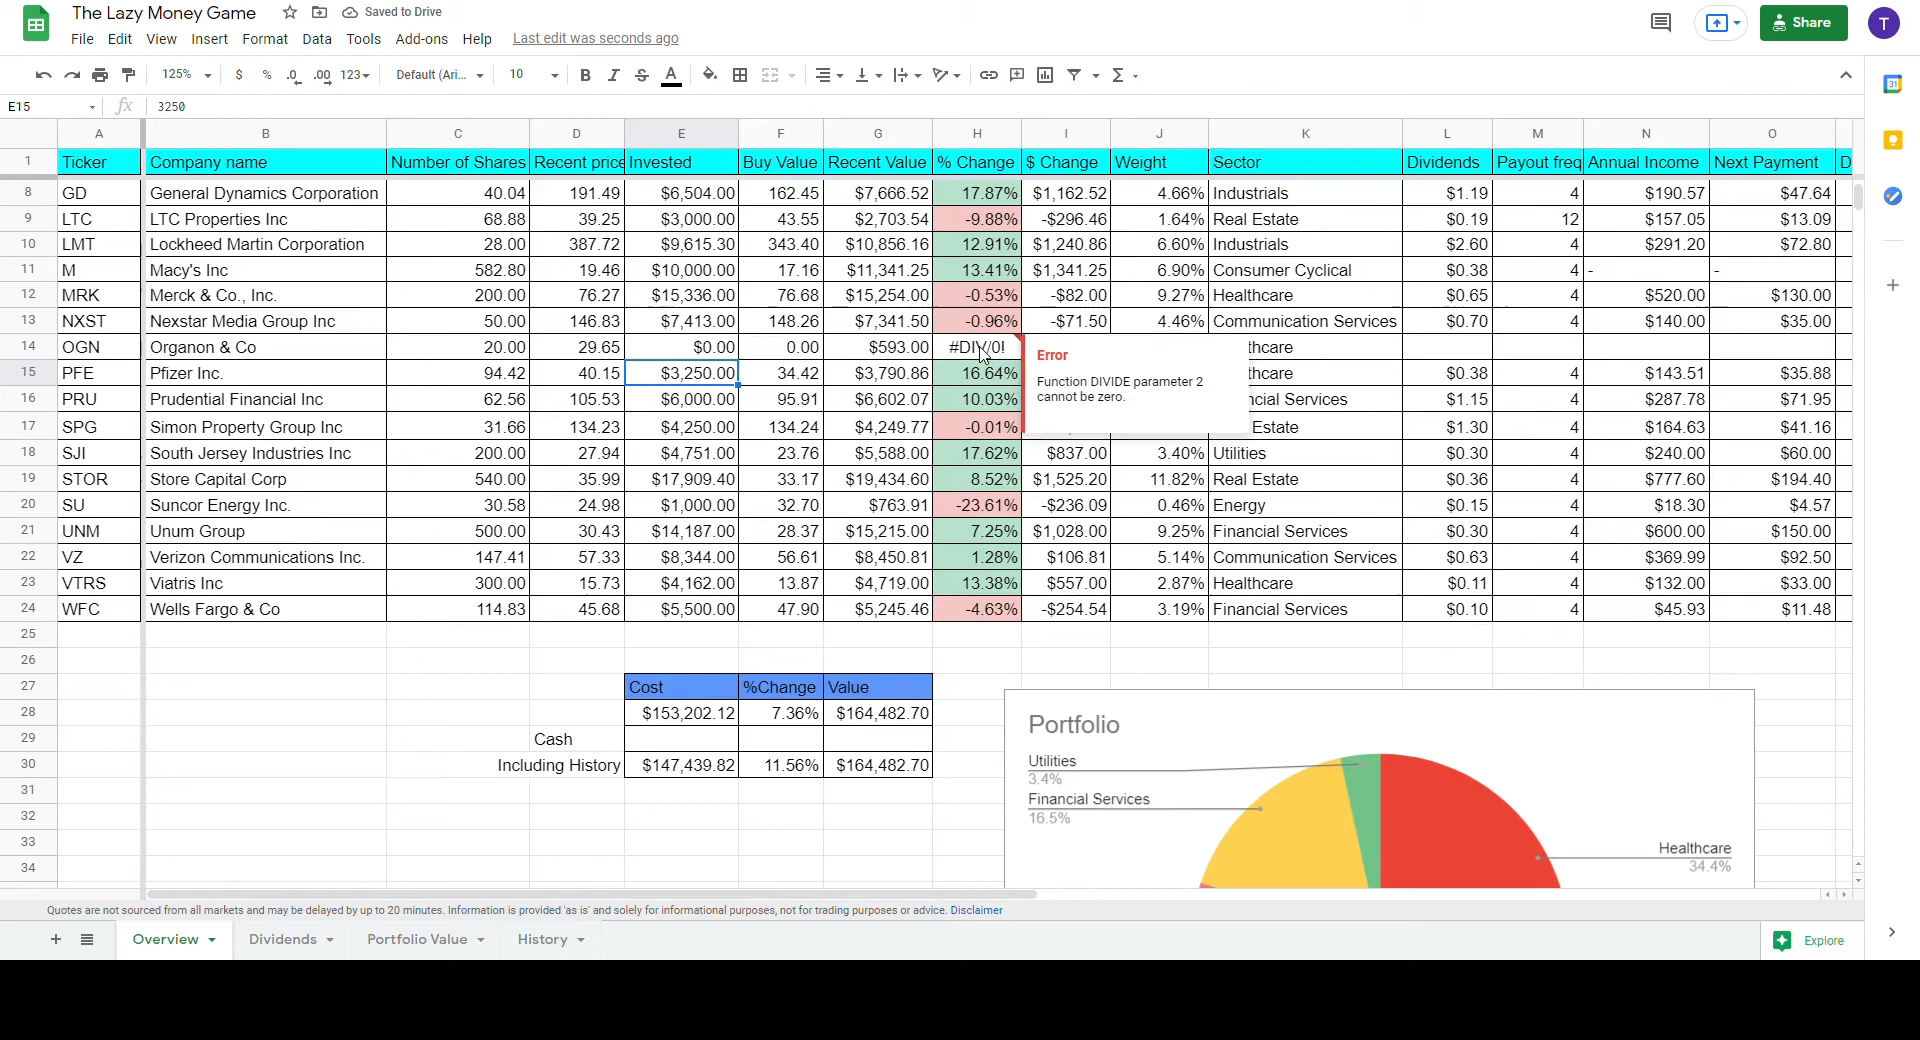 The Lazy Money Game Saved to Drive
File Edit View Insert Format Data Tools Add-ons Help Last edit was seconds ago
Share T
125% $ % .0 .00 123 Default (Ari... 10 B I S A Σ
31
E15 fx 3250
A B C D E F G H I J K L M N O
1 Ticker Company name Number of Shares Recent price Invested Buy Value Recent Value % Change $ Change Weight Sector Dividends Payout freq Annual Income Next Payment D
8 GD General Dynamics Corporation 40.04 191.49 $6,504.00 162.45 $7,666.52 17.87% $1,162.52 4.66% Industrials $1.19 4 $190.57 $47.64
9 LTC LTC Properties Inc 68.88 39.25 $3,000.00 43.55 $2,703.54 -9.88% -$296.46 1.64% Real Estate $0.19 12 $157.05 $13.09
10 LMT Lockheed Martin Corporation 28.00 387.72 $9,615.30 343.40 $10,856.16 12.91% $1,240.86 6.60% Industrials $2.60 4 $291.20 $72.80
11 M Macy's Inc 582.80 19.46 $10,000.00 17.16 $11,341.25 13.41% $1,341.25 6.90% Consumer Cyclical $0.38 4 - -
12 MRK Merck & Co., Inc. 200.00 76.27 $15,336.00 76.68 $15,254.00 -0.53% -$82.00 9.27% Healthcare $0.65 4 $520.00 $130.00
13 NXST Nexstar Media Group Inc 50.00 146.83 $7,413.00 148.26 $7,341.50 -0.96% -$71.50 4.46% Communication Services $0.70 4 $140.00 $35.00
14 OGN Organon & Co 20.00 29.65 $0.00 0.00 $593.00 #DIV/0! thcare
Error
Function DIVIDE parameter 2
cannot be zero.
15 PFE Pfizer Inc. 94.42 40.15 $3,250.00 34.42 $3,790.86 16.64% thcare $0.38 4 $143.51 $35.88
16 PRU Prudential Financial Inc 62.56 105.53 $6,000.00 95.91 $6,602.07 10.03% ncial Services $1.15 4 $287.78 $71.95
17 SPG Simon Property Group Inc 31.66 134.23 $4,250.00 134.24 $4,249.77 -0.01% Estate $1.30 4 $164.63 $41.16
18 SJI South Jersey Industries Inc 200.00 27.94 $4,751.00 23.76 $5,588.00 17.62% $837.00 3.40% Utilities $0.30 4 $240.00 $60.00
19 STOR Store Capital Corp 540.00 35.99 $17,909.40 33.17 $19,434.60 8.52% $1,525.20 11.82% Real Estate $0.36 4 $777.60 $194.40
20 SU Suncor Energy Inc. 30.58 24.98 $1,000.00 32.70 $763.91 -23.61% -$236.09 0.46% Energy $0.15 4 $18.30 $4.57
21 UNM Unum Group 500.00 30.43 $14,187.00 28.37 $15,215.00 7.25% $1,028.00 9.25% Financial Services $0.30 4 $600.00 $150.00
22 VZ Verizon Communications Inc. 147.41 57.33 $8,344.00 56.61 $8,450.81 1.28% $106.81 5.14% Communication Services $0.63 4 $369.99 $92.50
23 VTRS Viatris Inc 300.00 15.73 $4,162.00 13.87 $4,719.00 13.38% $557.00 2.87% Healthcare $0.11 4 $132.00 $33.00
24 WFC Wells Fargo & Co 114.83 45.68 $5,500.00 47.90 $5,245.46 -4.63% -$254.54 3.19% Financial Services $0.10 4 $45.93 $11.48
25
26
27 Cost %Change Value
28 $153,202.12 7.36% $164,482.70
29 Cash
30 Including History $147,439.82 11.56% $164,482.70
31
32
33
34
Portfolio
Utilities
3.4%
Financial Services
16.5%
Healthcare
34.4%
Quotes are not sourced from all markets and may be delayed by up to 20 minutes. Information is provided 'as is' and solely for informational purposes, not for trading purposes or advice. Disclaimer
Overview Dividends Portfolio Value History Explore